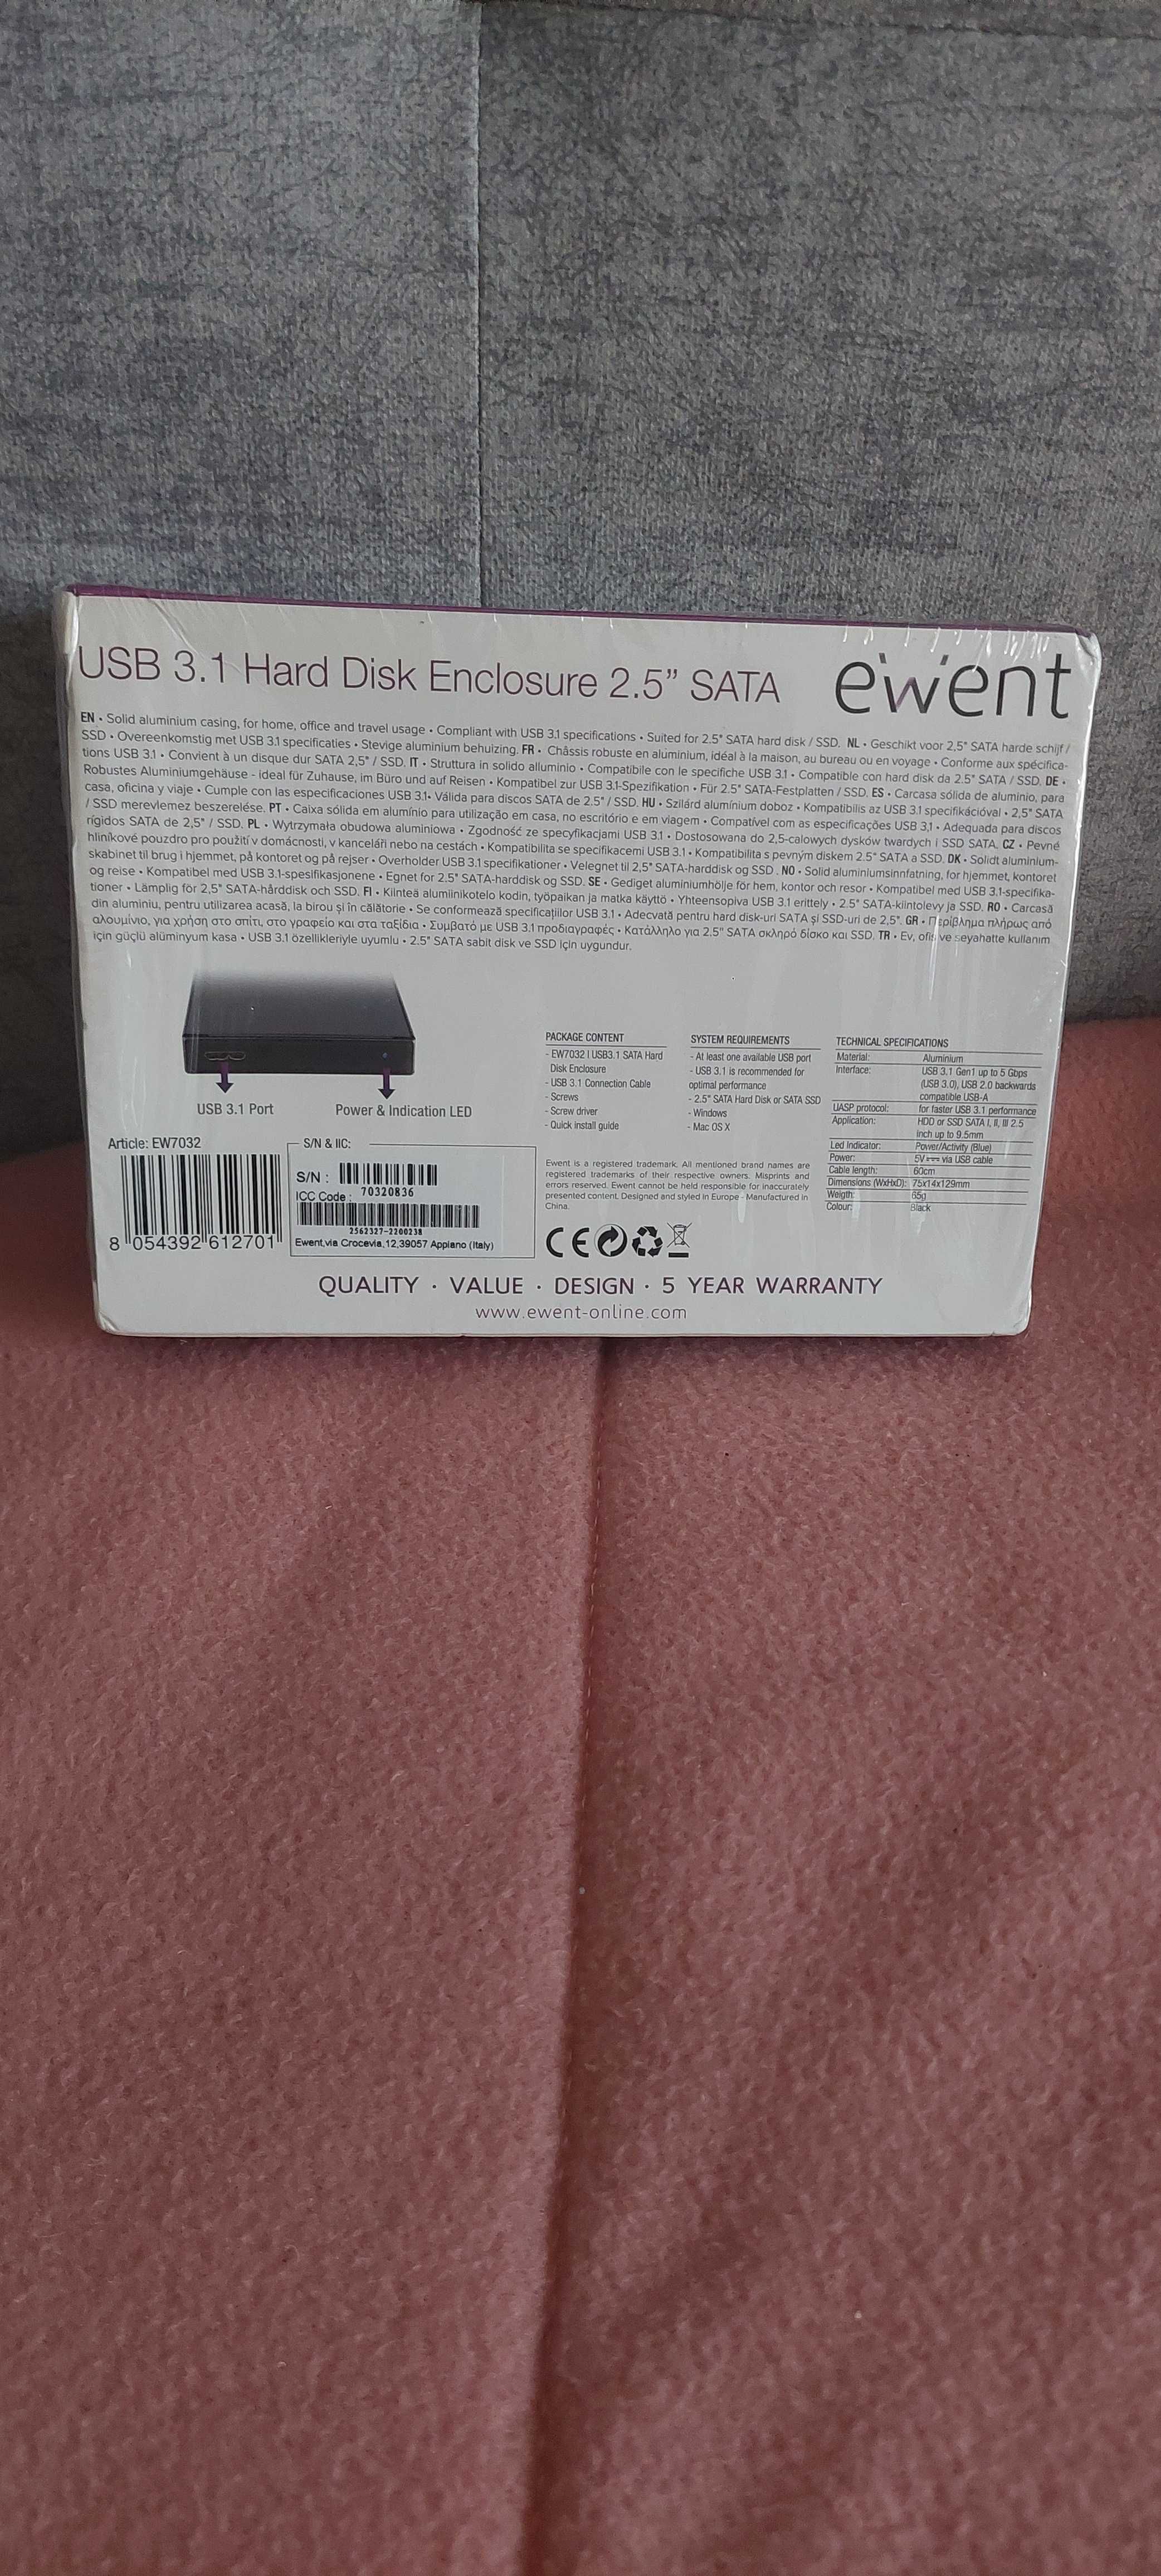 USB 3.1 Hard Disk Enclosure 2.5” SATA
ewent
EN • Solid aluminium casing, for home, office and travel usage • Compliant with USB 3.1 specifications • Suited for 2.5" SATA hard disk / SSD. NL • Geschikt voor 2,5" SATA harde schijf /
SSD • Overeenkomstig met USB 3.1 specificaties • Stevige aluminium behuizing. FR • Châssis robuste en aluminium, idéal à la maison, au bureau ou en voyage • Conforme aux spécifica-
tions USB 3.1 • Convient à un disque dur SATA 2,5" / SSD. IT • Struttura in solido alluminio • Compatibile con le specifiche USB 3.1 • Compatible con hard disk da 2.5" SATA / SSD. DE •
Robustes Aluminiumgehäuse - ideal für Zuhause, im Büro und auf Reisen • Kompatibel zur USB 3.1-Spezifikation • Für 2.5" SATA-Festplatten / SSD. ES • Carcasa sólida de aluminio, para
casa, oficina y viaje • Cumple con las especificaciones USB 3.1• Válida para discos SATA de 2.5" / SSD. HU • Szilárd alumínium doboz • Kompatibilis az USB 3.1 specifikációval • 2,5" SATA
/ SSD merevlemez beszerelése. PT • Caixa sólida em alumínio para utilização em casa, no escritório e em viagem • Compatível com as especificações USB 3,1 • Adequada para discos
rígidos SATA de 2,5" / SSD. PL • Wytrzymała obudowa aluminiowa • Zgodność ze specyfikacjami USB 3.1 • Dostosowana do 2,5-calowych dysków twardych i SSD SATA. CZ • Pevné
hliníkové pouzdro pro použití v domácnosti, v kanceláři nebo na cestách • Kompatibilita se specifikacemi USB 3.1 • Kompatibilita s pevným diskem 2.5" SATA a SSD. DK • Solidt aluminium-
skabinet til brug i hjemmet, på kontoret og på rejser • Overholder USB 3.1 specifikationer • Velegnet til 2,5" SATA-harddisk og SSD . NO • Solid aluminiumsinnfatning, for hjemmet, kontoret
og reise • Kompatibel med USB 3.1-spesifikasjonene • Egnet for 2.5" SATA-harddisk og SSD. SE • Gediget aluminiumhölje för hem, kontor och resor • Kompatibel med USB 3.1-specifika-
tioner • Lämplig för 2,5" SATA-hårddisk och SSD. FI • Kiinteä alumiinikotelo kodin, työpaikan ja matka käyttö • Yhteensopiva USB 3.1 erittely • 2.5" SATA-kiintolevy ja SSD. RO • Carcasă
din aluminiu, pentru utilizarea acasă, la birou și în călătorie • Se conformează specificațiilor USB 3.1 • Adecvată pentru hard disk-uri SATA și SSD-uri de 2,5". GR • Περίβλημα πλήρως από
αλουμίνιο, για χρήση στο σπίτι, στο γραφείο και στα ταξίδια • Συμβατό με USB 3.1 προδιαγραφές • Κατάλληλο για 2.5" SATA σκληρό δίσκο και SSD. TR • Ev, ofis ve seyahatte kullanım
için güçlü alüminyum kasa • USB 3.1 özellikleriyle uyumlu • 2.5" SATA sabit disk ve SSD için uygundur.
USB 3.1 Port
Power & Indication LED
PACKAGE CONTENT
- EW7032 | USB3.1 SATA Hard
Disk Enclosure
- USB 3.1 Connection Cable
- Screws
- Screw driver
- Quick install guide
SYSTEM REQUIREMENTS
- At least one available USB port
- USB 3.1 is recommended for
optimal performance
- 2.5" SATA Hard Disk or SATA SSD
- Windows
- Mac OS X
TECHNICAL SPECIFICATIONS
Material: Aluminium
Interface: USB 3.1 Gen1 up to 5 Gbps
(USB 3.0), USB 2.0 backwards
compatible USB-A
UASP protocol: for faster USB 3.1 performance
Application: HDD or SSD SATA I, II, III 2.5
inch up to 9.5mm
Led Indicator: Power/Activity (Blue)
Power: 5V⎓ via USB cable
Cable length: 60cm
Dimensions (WxHxD): 75x14x129mm
Weigth: 65g
Colour: Black
Article: EW7032
8 054392 612701
S/N & IIC:
S/N :
70320836
ICC Code :
2562327-2200238
Ewent,via Crocevia,12,39057 Appiano (Italy)
Ewent is a registered trademark. All mentioned brand names are
registered trademarks of their respective owners. Misprints and
errors reserved. Ewent cannot be held responsible for inaccurately
presented content. Designed and styled in Europe - Manufactured in
China.
CE
QUALITY · VALUE · DESIGN · 5 YEAR WARRANTY
www.ewent-online.com